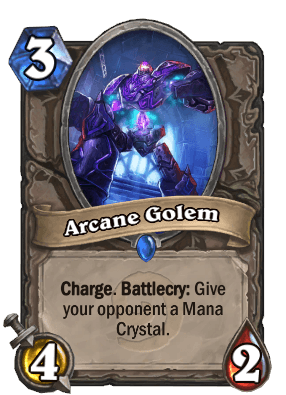 3
Arcane Golem
Charge. Battlecry: Give
your opponent a Mana
Crystal.
4
2